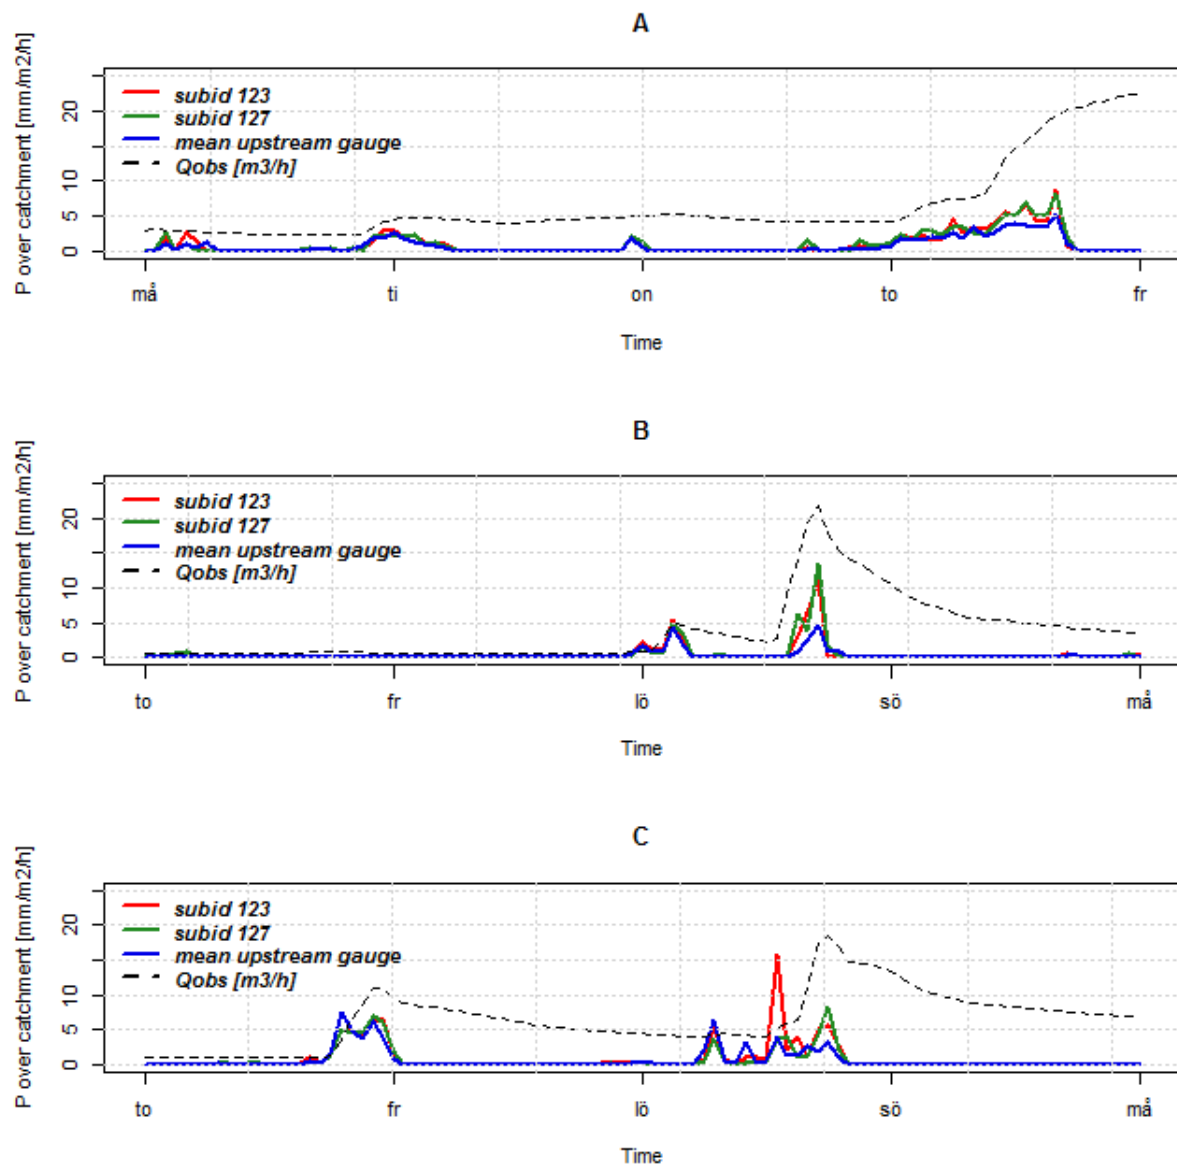 A
P over catchment [mm/m2/h]
20
10
5
0
subid 123
subid 127
mean upstream gauge
Qobs [m3/h]
må ti on to fr
Time
B
P over catchment [mm/m2/h]
20
10
5
0
subid 123
subid 127
mean upstream gauge
Qobs [m3/h]
to fr lö sö må
Time
C
P over catchment [mm/m2/h]
20
10
5
0
subid 123
subid 127
mean upstream gauge
Qobs [m3/h]
to fr lö sö må
Time